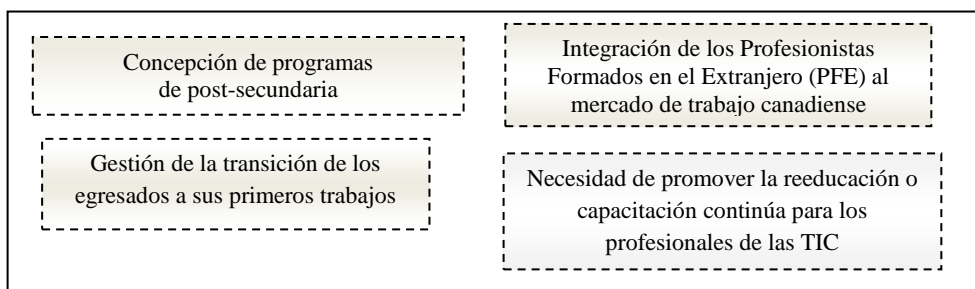 Concepción de programas
de post-secundaria
Integración de los Profesionistas
Formados en el Extranjero (PFE) al
mercado de trabajo canadiense
Gestión de la transición de los
egresados a sus primeros trabajos
Necesidad de promover la reeducación o
capacitación continúa para los
profesionales de las TIC